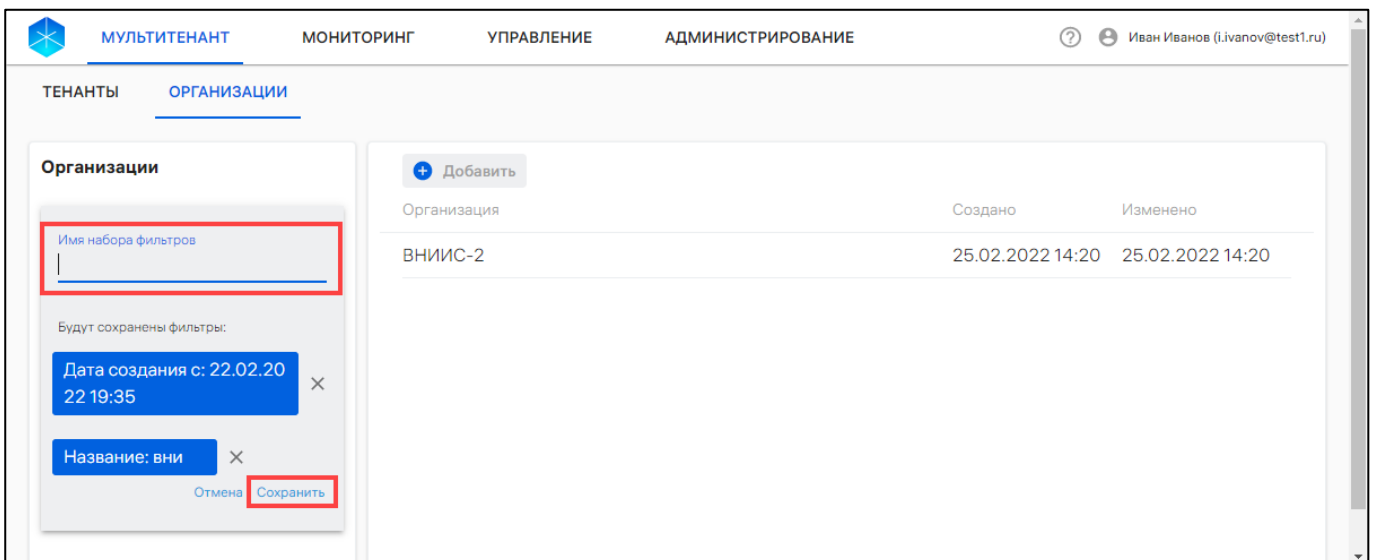 МУЛЬТИТЕНАНТ МОНИТОРИНГ УПРАВЛЕНИЕ АДМИНИСТРИРОВАНИЕ ? Иван Иванов (i.ivanov@test1.ru)
ТЕНАНТЫ ОРГАНИЗАЦИИ
Организации
Имя набора фильтров
Будут сохранены фильтры:
Дата создания с: 22.02.20
22 19:35
Название: вни
Отмена Сохранить
Добавить
Организация Создано Изменено
ВНИИС-2 25.02.2022 14:20 25.02.2022 14:20